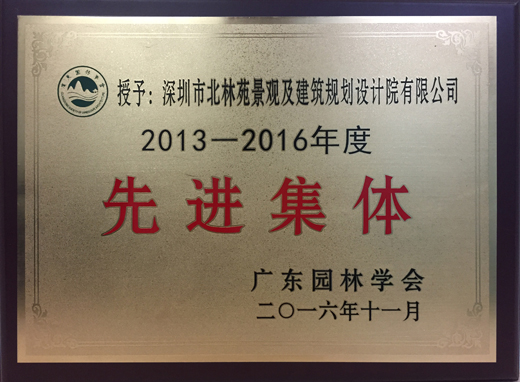 授予：深圳市北林苑景观及建筑规划设计院有限公司
2013—2016年度
先进集体
广东园林学会
二〇一六年十一月